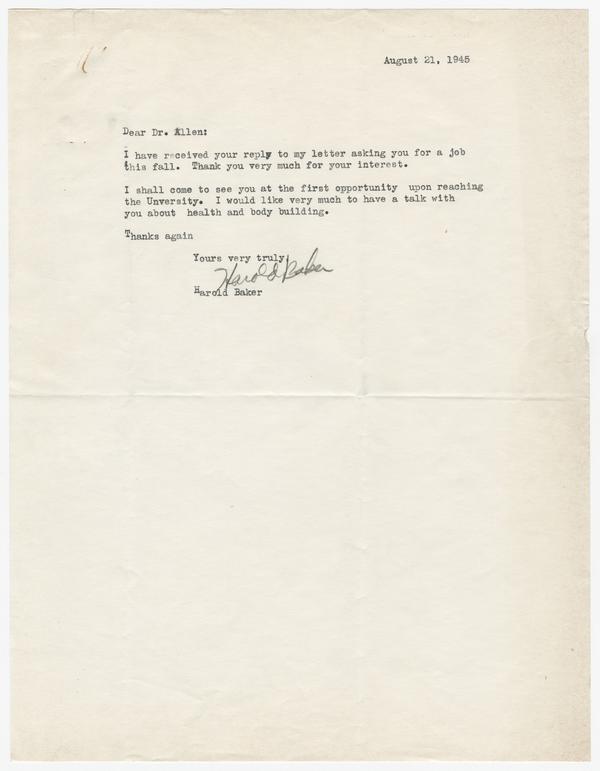 August 21, 1945
Dear Dr. Allen:
I have received your reply to my letter asking you for a job
this fall. Thank you very much for your interest.
I shall come to see you at the first opportunity upon reaching
the Unversity. I would like very much to have a talk with
you about health and body building.
Thanks again
Yours very truly,
Harold Baker
Harold Baker